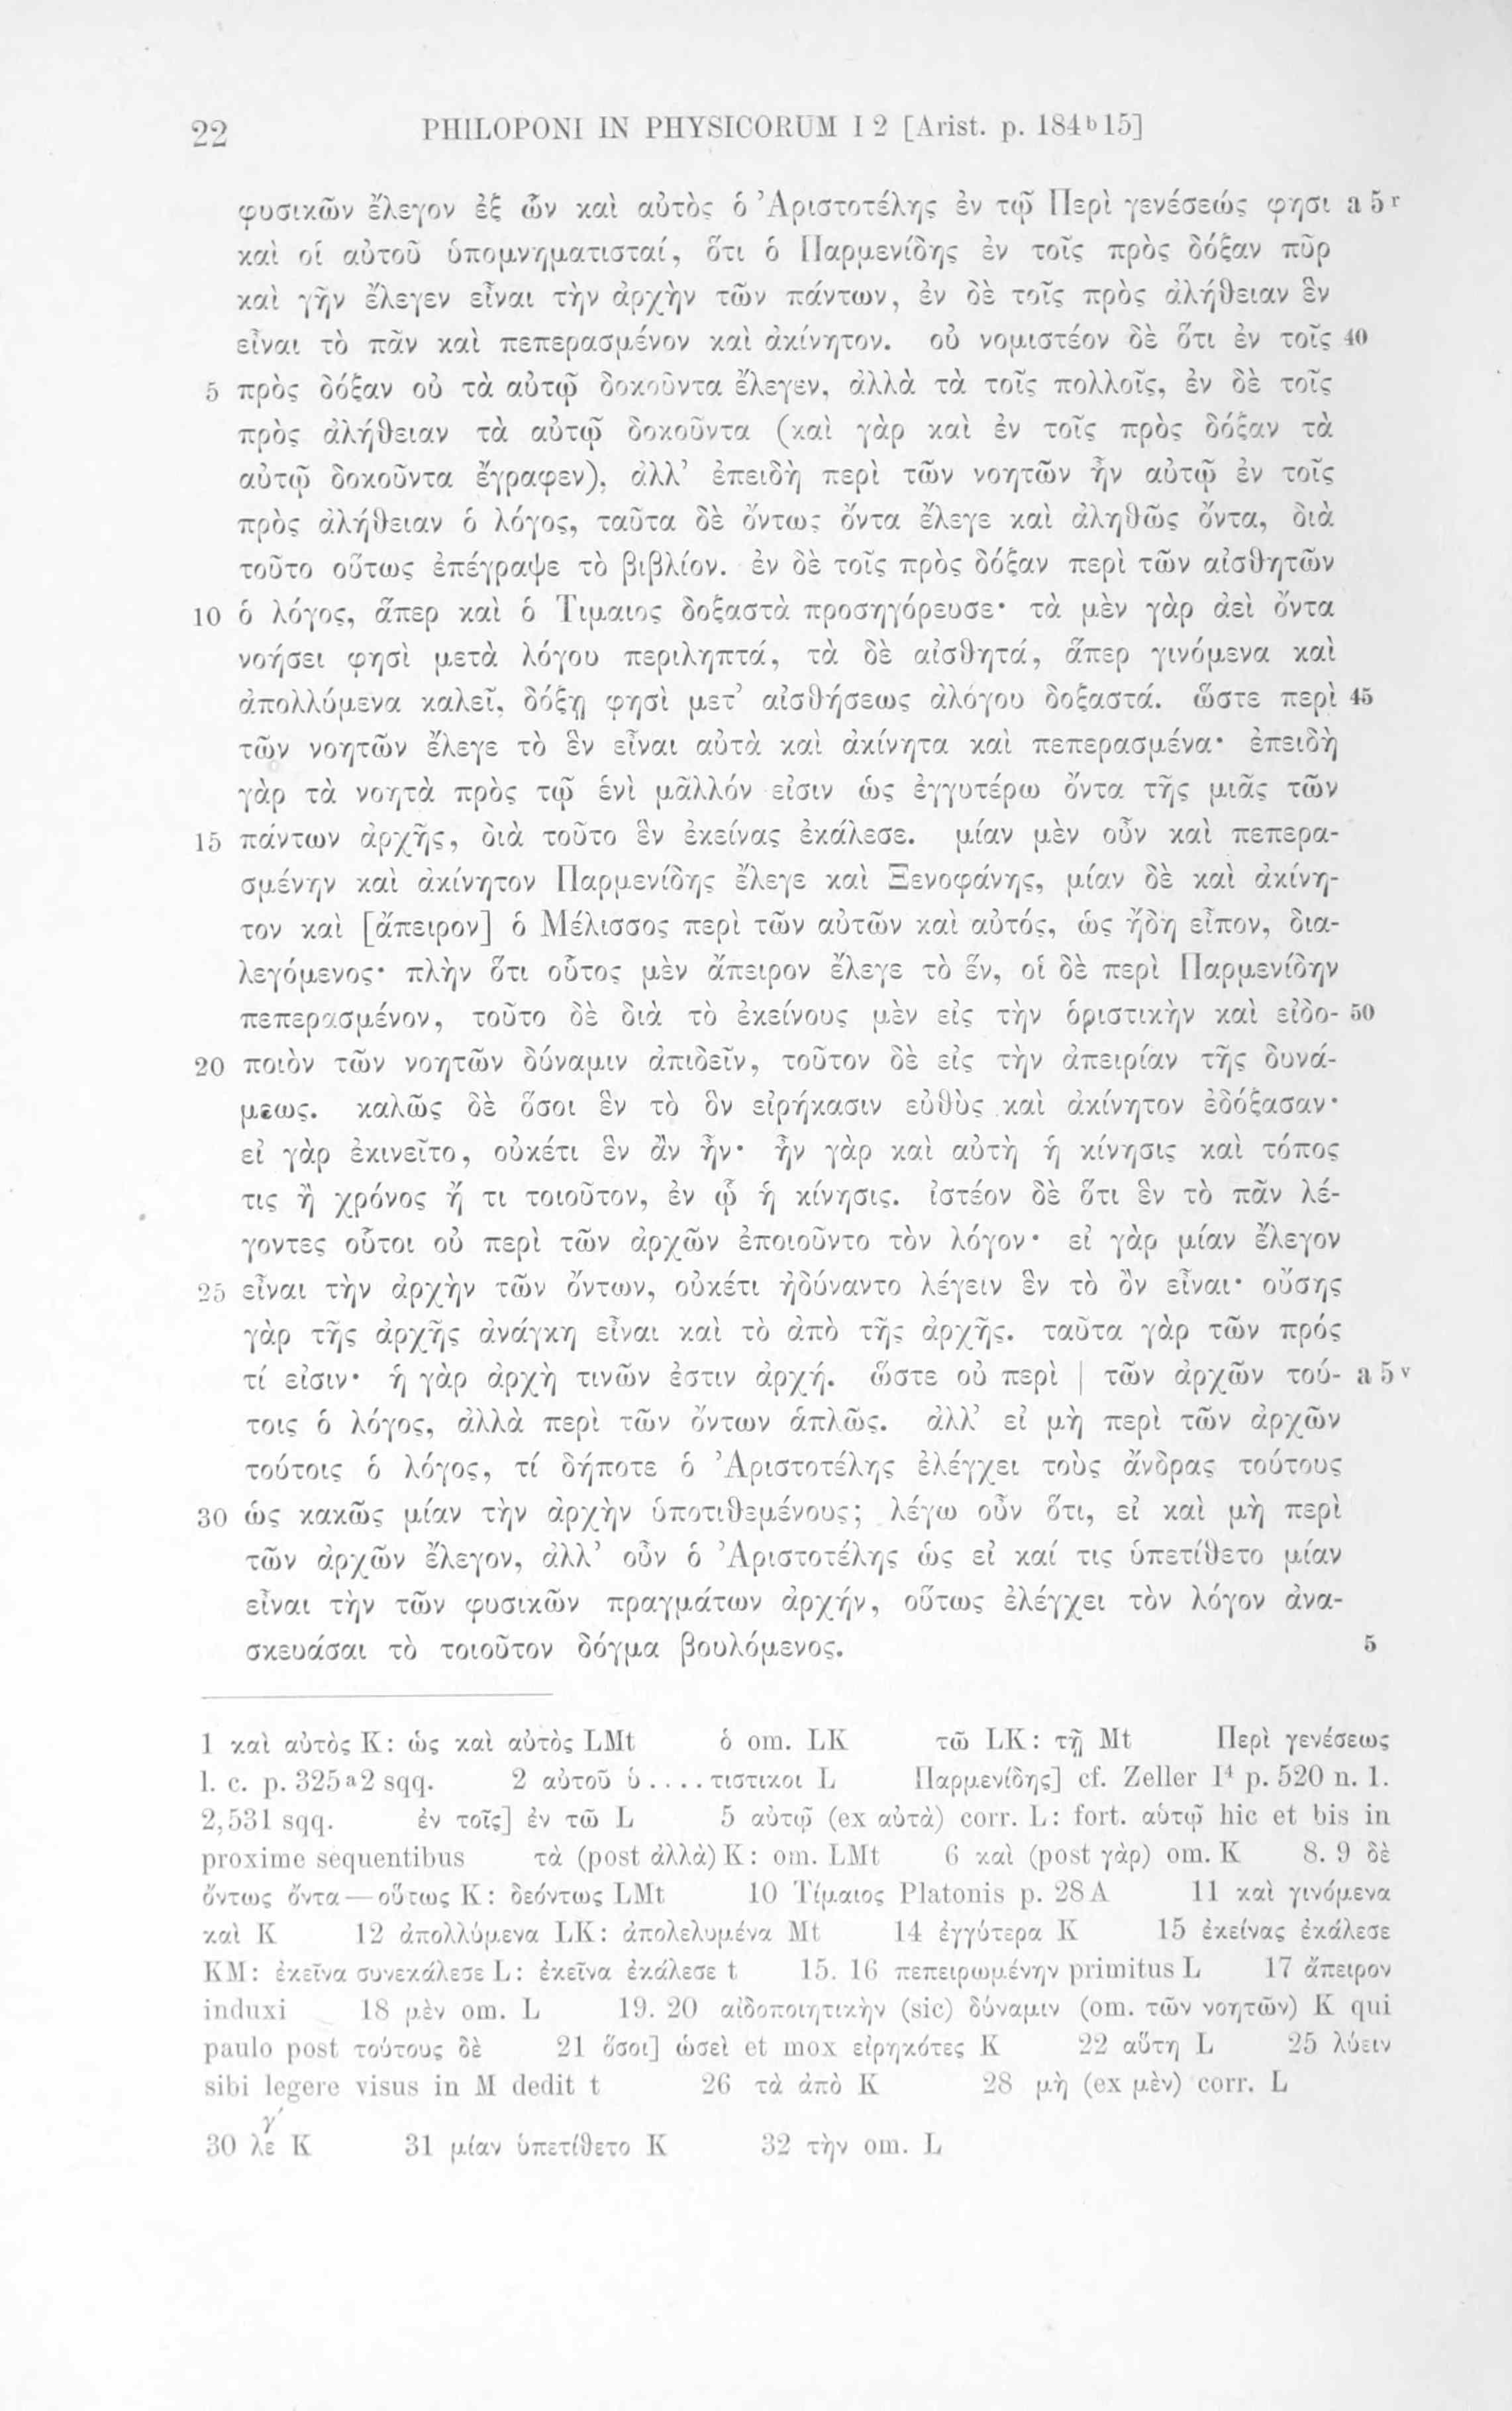 22 PHILOPONI IN PHYSICORUM I 2 [Arist. p. 184ᵇ15]
φυσικῶν ἔλεγον ἐξ ὧν καὶ αὐτὸς ὁ Ἀριστοτέλης ἐν τῷ Περὶ γενέσεώς φησι a 5ʳ
καὶ οἱ αὐτοῦ ὑπομνηματισταί, ὅτι ὁ Παρμενίδης ἐν τοῖς πρὸς δόξαν πῦρ
καὶ γῆν ἔλεγεν εἶναι τὴν ἀρχὴν τῶν πάντων, ἐν δὲ τοῖς πρὸς ἀλήθειαν ἓν
εἶναι τὸ πᾶν καὶ πεπερασμένον καὶ ἀκίνητον. οὐ νομιστέον δὲ ὅτι ἐν τοῖς 40
5 πρὸς δόξαν οὐ τὰ αὐτῷ δοκοῦντα ἔλεγεν, ἀλλὰ τὰ τοῖς πολλοῖς, ἐν δὲ τοῖς
πρὸς ἀλήθειαν τὰ αὐτῷ δοκοῦντα (καὶ γὰρ καὶ ἐν τοῖς πρὸς δόξαν τὰ
αὐτῷ δοκοῦντα ἔγραφεν), ἀλλ’ ἐπειδὴ περὶ τῶν νοητῶν ἦν αὐτῷ ἐν τοῖς
πρὸς ἀλήθειαν ὁ λόγος, ταῦτα δὲ ὄντως ὄντα ἔλεγε καὶ ἀληθῶς ὄντα, διὰ
τοῦτο οὕτως ἐπέγραψε τὸ βιβλίον. ἐν δὲ τοῖς πρὸς δόξαν περὶ τῶν αἰσθητῶν
10 ὁ λόγος, ἅπερ καὶ ὁ Τιμαιος δοξαστὰ προσηγόρευσε· τὰ μὲν γὰρ ἀεὶ ὄντα
νοήσει φησὶ μετὰ λόγου περιληπτά, τὰ δὲ αἰσθητά, ἅπερ γινόμενα καὶ
ἀπολλύμενα καλεῖ, δόξῃ φησὶ μετ’ αἰσθήσεως ἀλόγου δοξαστά. ὥστε περὶ 45
τῶν νοητῶν ἔλεγε τὸ ἓν εἶναι αὐτὰ καὶ ἀκίνητα καὶ πεπερασμένα· ἐπειδὴ
γὰρ τὰ νοητὰ πρὸς τῷ ἑνὶ μᾶλλόν εἰσιν ὡς ἐγγυτέρω ὄντα τῆς μιᾶς τῶν
15 πάντων ἀρχῆς, διὰ τοῦτο ἓν ἐκείνας ἐκάλεσε. μίαν μὲν οὖν καὶ πεπερα-
σμένην καὶ ἀκίνητον Παρμενίδης ἔλεγε καὶ Ξενοφάνης, μίαν δὲ καὶ ἀκίνη-
τον καὶ [ἄπειρον] ὁ Μέλισσος περὶ τῶν αὐτῶν καὶ αὐτός, ὡς ἤδη εἶπον, δια-
λεγόμενος· πλὴν ὅτι οὗτος μὲν ἄπειρον ἔλεγε τὸ ἕν, οἱ δὲ περὶ Παρμενίδην
πεπερασμένον, τοῦτο δὲ διὰ τὸ ἐκείνους μὲν εἰς τὴν ὁριστικὴν καὶ εἰδο- 50
20 ποιὸν τῶν νοητῶν δύναμιν ἀπιδεῖν, τοῦτον δὲ εἰς τὴν ἀπειρίαν τῆς δυνά-
μεως. καλῶς δὲ ὅσοι ἓν τὸ ὂν εἰρήκασιν εὐθὺς καὶ ἀκίνητον ἐδόξασαν·
εἰ γὰρ ἐκινεῖτο, οὐκέτι ἓν ἂν ἦν· ἦν γὰρ καὶ αὐτὴ ἡ κίνησις καὶ τόπος
τις ἢ χρόνος ἤ τι τοιοῦτον, ἐν ᾧ ἡ κίνησις. ἰστέον δὲ ὅτι ἓν τὸ πᾶν λέ-
γοντες οὗτοι οὐ περὶ τῶν ἀρχῶν ἐποιοῦντο τὸν λόγον· εἰ γὰρ μίαν ἔλεγον
25 εἶναι τὴν ἀρχὴν τῶν ὄντων, οὐκέτι ἠδύναντο λέγειν ἓν τὸ ὂν εἶναι· οὔσης
γὰρ τῆς ἀρχῆς ἀνάγκη εἶναι καὶ τὸ ἀπὸ τῆς ἀρχῆς. ταῦτα γὰρ τῶν πρός
τί εἰσιν· ἡ γὰρ ἀρχὴ τινῶν ἐστιν ἀρχή. ὥστε οὐ περὶ | τῶν ἀρχῶν τού- a 5ᵛ
τοις ὁ λόγος, ἀλλὰ περὶ τῶν ὄντων ἁπλῶς. ἀλλ’ εἰ μὴ περὶ τῶν ἀρχῶν
τούτοις ὁ λόγος, τί δήποτε ὁ Ἀριστοτέλης ἐλέγχει τοὺς ἄνδρας τούτους
30 ὡς κακῶς μίαν τὴν ἀρχὴν ὑποτιθεμένους; λέγω οὖν ὅτι, εἰ καὶ μὴ περὶ
τῶν ἀρχῶν ἔλεγον, ἀλλ’ οὖν ὁ Ἀριστοτέλης ὡς εἰ καί τις ὑπετίθετο μίαν
εἶναι τὴν τῶν φυσικῶν πραγμάτων ἀρχήν, οὕτως ἐλέγχει τὸν λόγον ἀνα-
σκευάσαι τὸ τοιοῦτον δόγμα βουλόμενος. 5
1 καὶ αὐτὸς K: ὡς καὶ αὐτὸς LMt ὁ om. LK τῶ LK: τῇ Mt Περὶ γενέσεως
l. c. p. 325ᵃ2 sqq. 2 αὐτοῦ ὑ....τιστικοι L Παρμενίδης] cf. Zeller I⁴ p. 520 n. 1.
2,531 sqq. ἐν τοῖς] ἐν τῶ L 5 αὐτῷ (ex αὐτὰ) corr. L: fort. αὑτῷ hic et bis in
proxime sequentibus τὰ (post ἀλλὰ) K: om. LMt 6 καὶ (post γὰρ) om. K 8. 9 δὲ
ὄντως ὄντα—οὕτως K: δεόντως LMt 10 Τίμαιος Platonis p. 28 A 11 καὶ γινόμενα
καὶ K 12 ἀπολλύμενα LK: ἀπολελυμένα Mt 14 ἐγγύτερα K 15 ἐκείνας ἐκάλεσε
KM: ἐκεῖνα συνεκάλεσε L: ἐκεῖνα ἐκάλεσε t 15. 16 πεπειρωμένην primitus L 17 ἄπειρον
induxi 18 μὲν om. L 19. 20 αἰδοποιητικὴν (sic) δύναμιν (om. τῶν νοητῶν) K qui
paulo post τούτους δὲ 21 ὅσοι] ὡσεὶ et mox εἰρηκότες K 22 αὕτη L 25 λύειν
sibi legere visus in M dedit t 26 τὰ ἀπὸ K 28 μὴ (ex μὲν) corr. L
30 λεγ´ K 31 μίαν ὑπετίθετο K 32 τὴν om. L